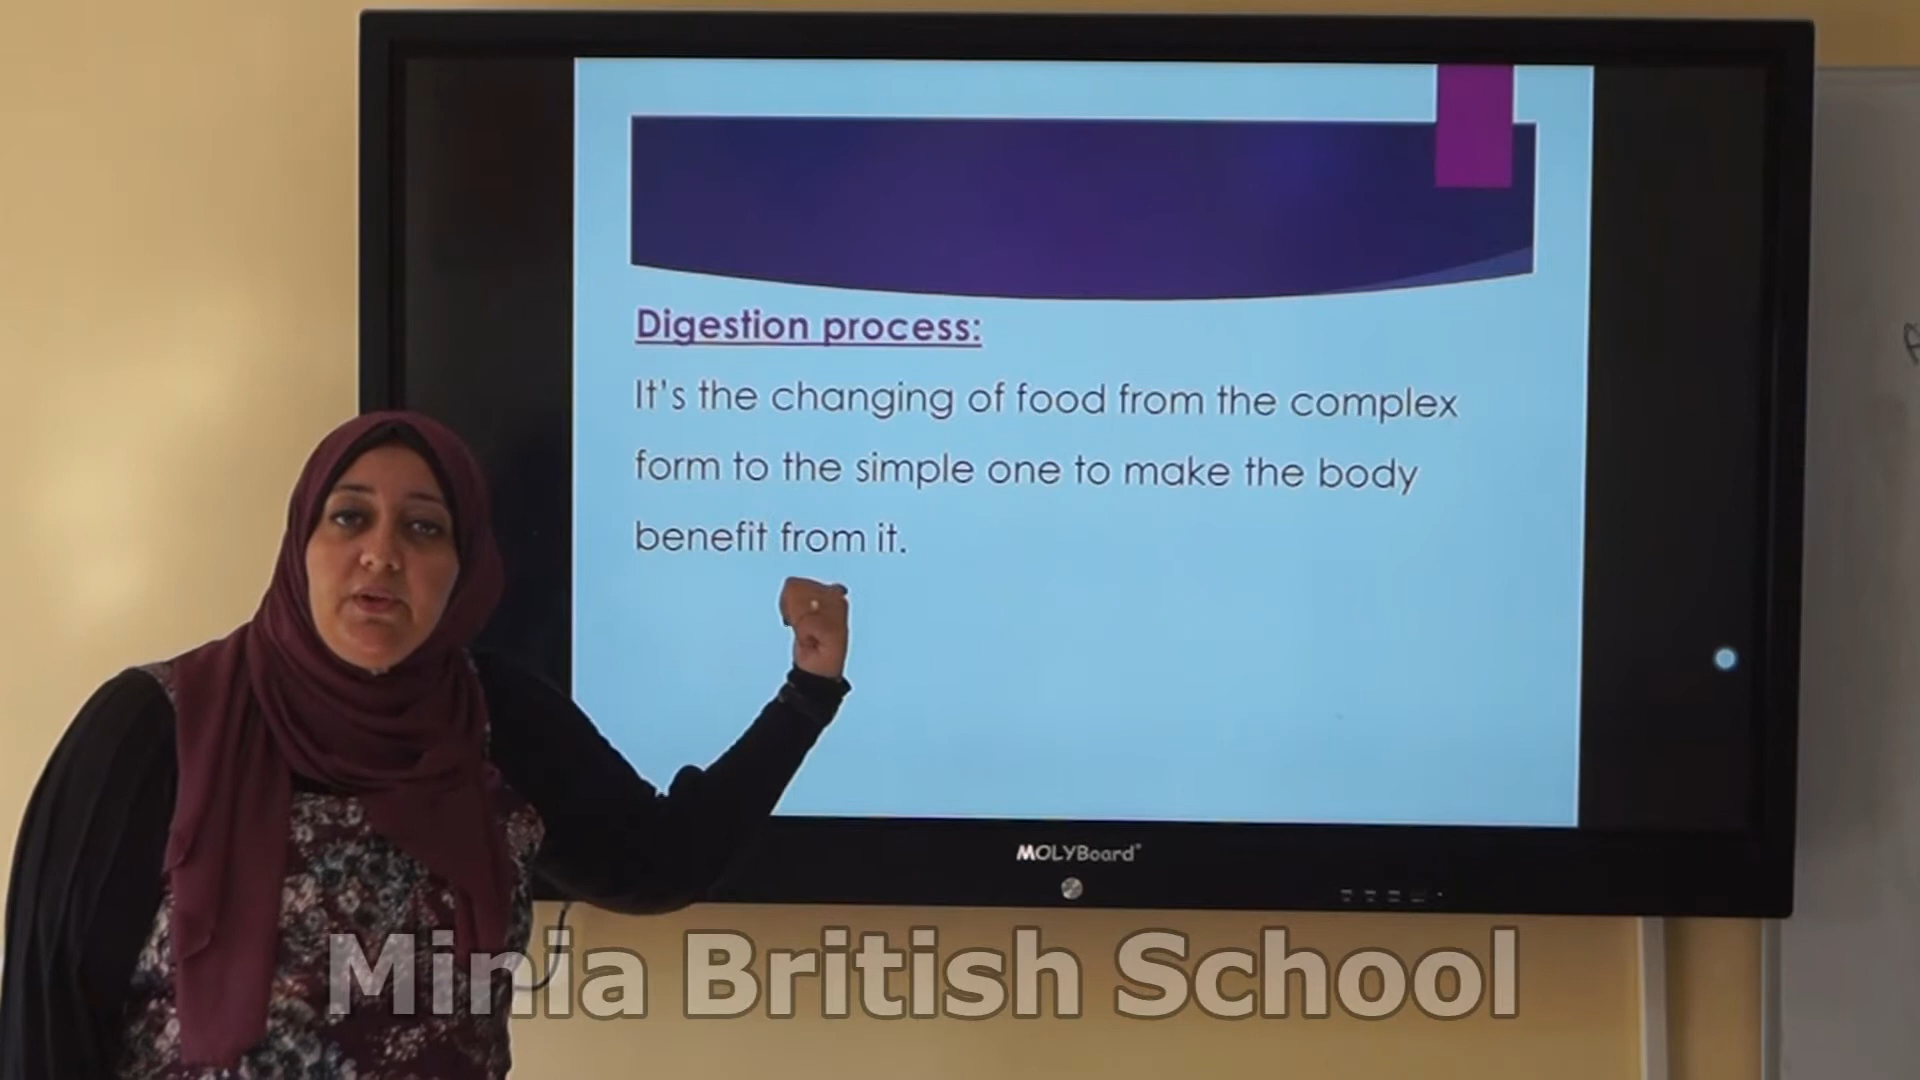 Digestion process:
It's the changing of food from the complex
form to the simple one to make the body
benefit from it.
MOLYBoard
Minia British School